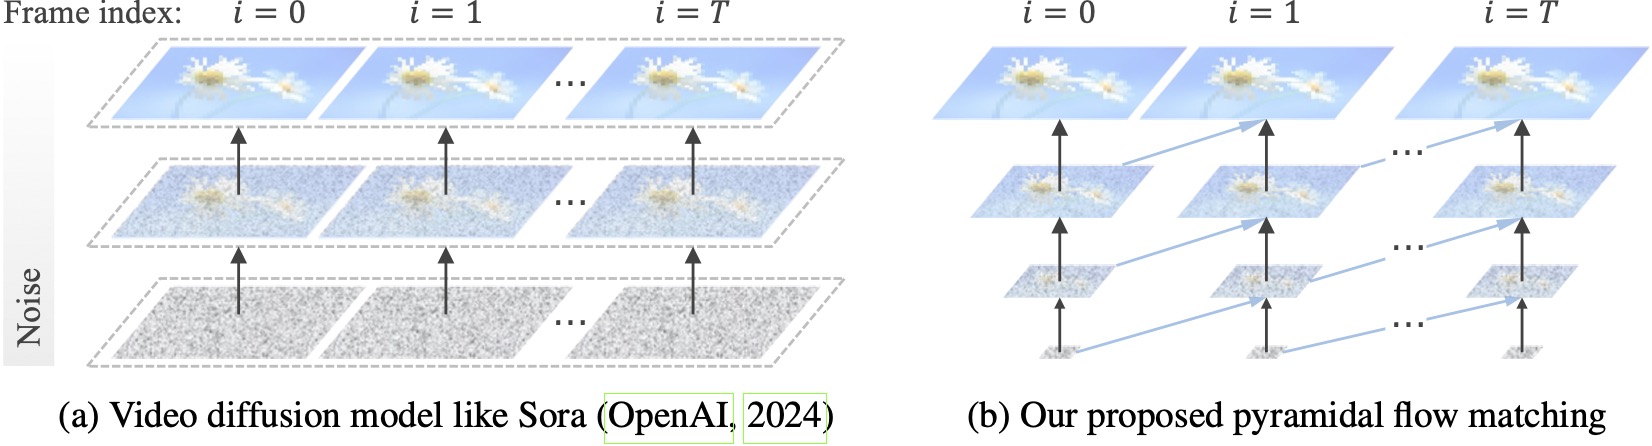 Frame index: i = 0 i = 1 i = T i = 0 i = 1 i = T
...
...
...
...
...
...
Noise
(a) Video diffusion model like Sora (OpenAI, 2024) (b) Our proposed pyramidal flow matching